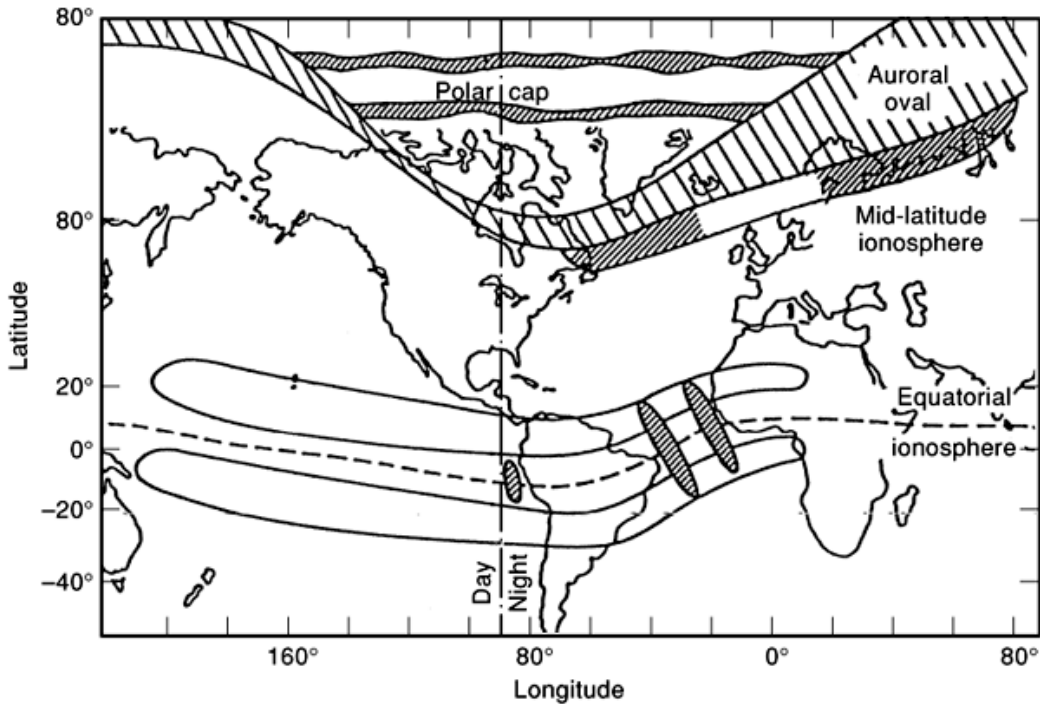 80°
Polar cap
Auroral
oval
80°
Mid-latitude
ionosphere
Latitude
20°
Equatorial
0°
ionosphere
–20°
–40°
Day
Night
160°
80°
0°
80°
Longitude